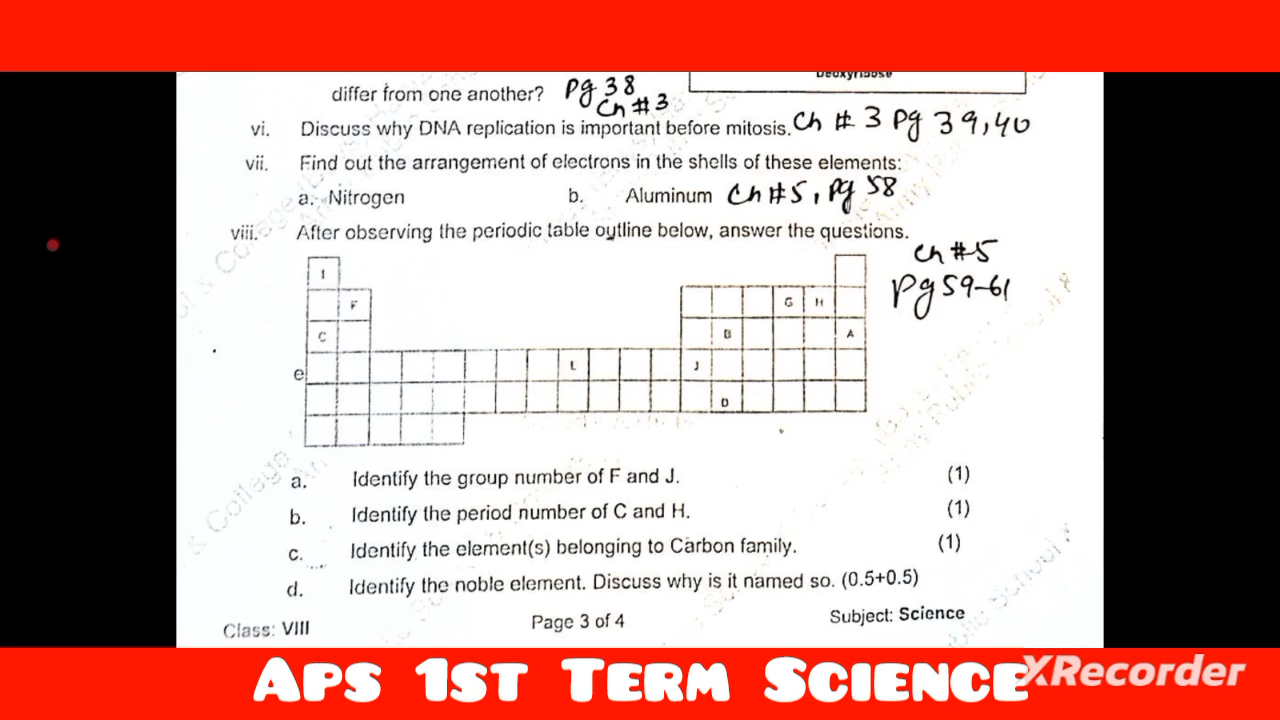 Deoxyribose
differ from one another? Pg 38
Ch # 3
vi. Discuss why DNA replication is important before mitosis. Ch # 3 Pg 39,40
vii. Find out the arrangement of electrons in the shells of these elements:
a. Nitrogen b. Aluminum Ch # 5, Pg 58
viii. After observing the periodic table outline below, answer the questions.
Ch # 5
Pg 59-61
I
F G H
C B A
e J
D
a. Identify the group number of F and J. (1)
b. Identify the period number of C and H. (1)
c. Identify the element(s) belonging to Carbon family. (1)
d. Identify the noble element. Discuss why is it named so. (0.5+0.5)
Class: VIII Page 3 of 4 Subject: Science
APS 1ST TERM SCIENCE
XRecorder